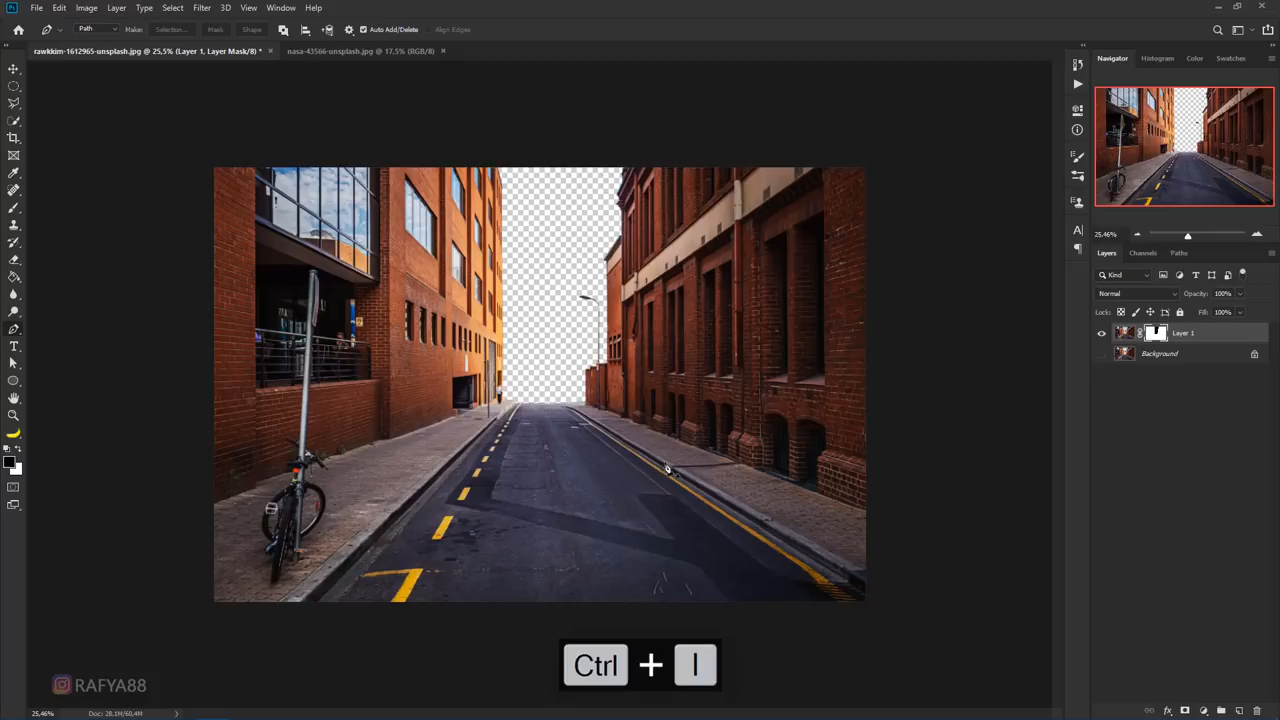 Ps File Edit Image Layer Type Select Filter 3D View Window Help
Path Make: Selection... Mask Shape Auto Add/Delete Align Edges
rawkkim-1612965-unsplash.jpg @ 25,5% (Layer 1, Layer Mask/8) * × nasa-43566-unsplash.jpg @ 17,5% (RGB/8) ×
Navigator Histogram Color Swatches
25,46%
Layers Channels Paths
Kind
Normal Opacity: 100%
Lock: Fill: 100%
Layer 1
Background
Ctrl + I
RAFYA88
25,46% Doc: 28,1M/60,4M